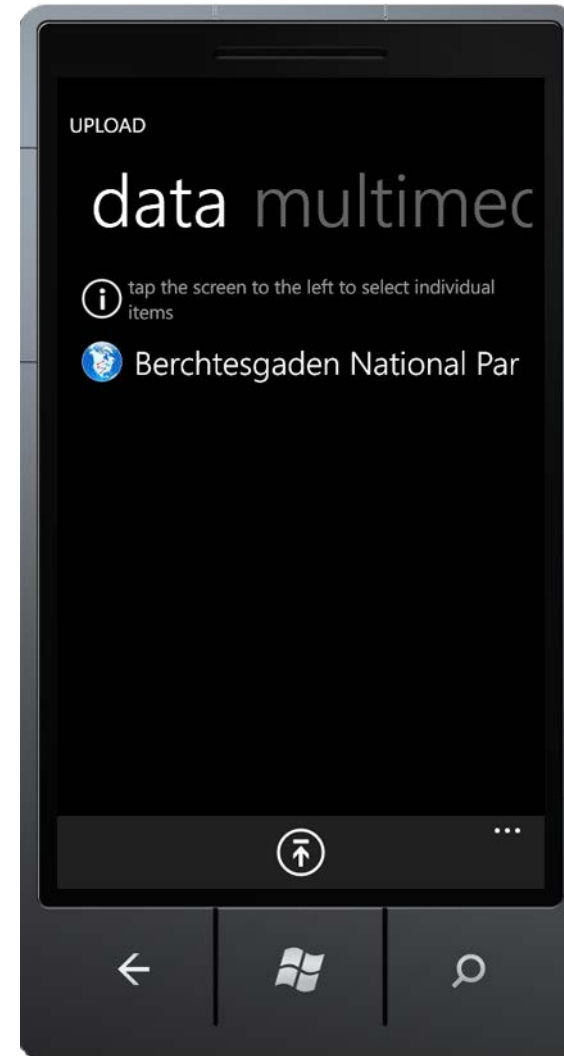 UPLOAD
data multimec
tap the screen to the left to select individual
items
Berchtesgaden National Par